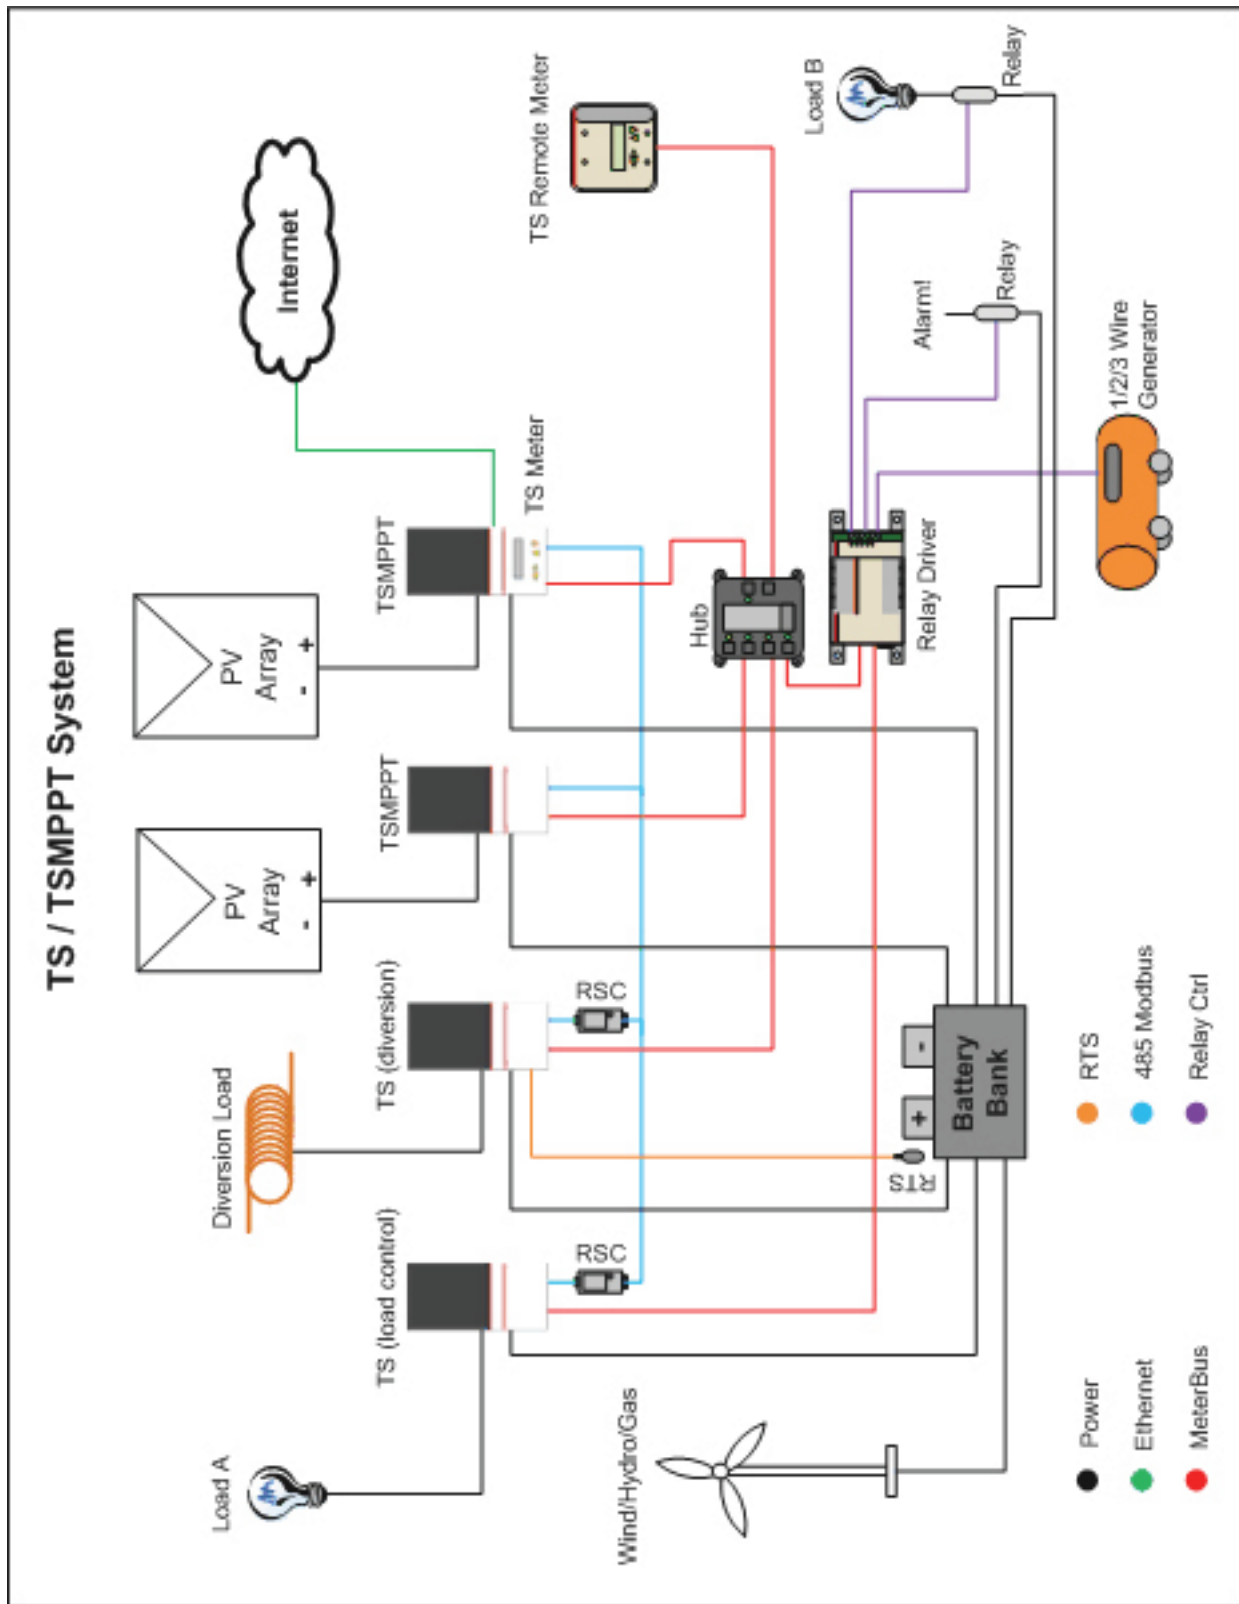 TS / TSMPPT System
Load A
Diversion Load
PV
Array
- +
PV
Array
- +
Internet
TS (load control)
TS (diversion)
TSMPPT
TSMPPT
TS Meter
TS Remote Meter
RSC
RSC
Wind/Hydro/Gas
Hub
Load B
RTS
+ -
Battery
Bank
Relay Driver
Alarm!
Relay
Relay
1/2/3 Wire
Generator
Power
RTS
Ethernet
485 Modbus
MeterBus
Relay Ctrl